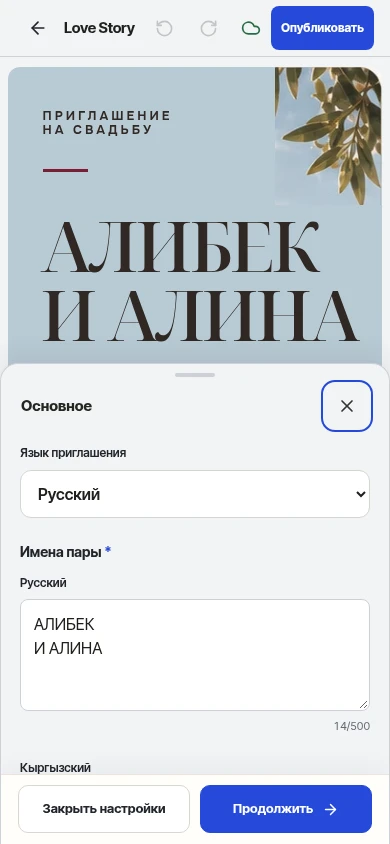 Love Story
Опубликовать
ПРИГЛАШЕНИЕ
НА СВАДЬБУ
АЛИБЕК
И АЛИНА
Основное
Язык приглашения
Русский
Имена пары *
Русский
АЛИБЕК
И АЛИНА
14/500
Кыргызский
Закрыть настройки
Продолжить →